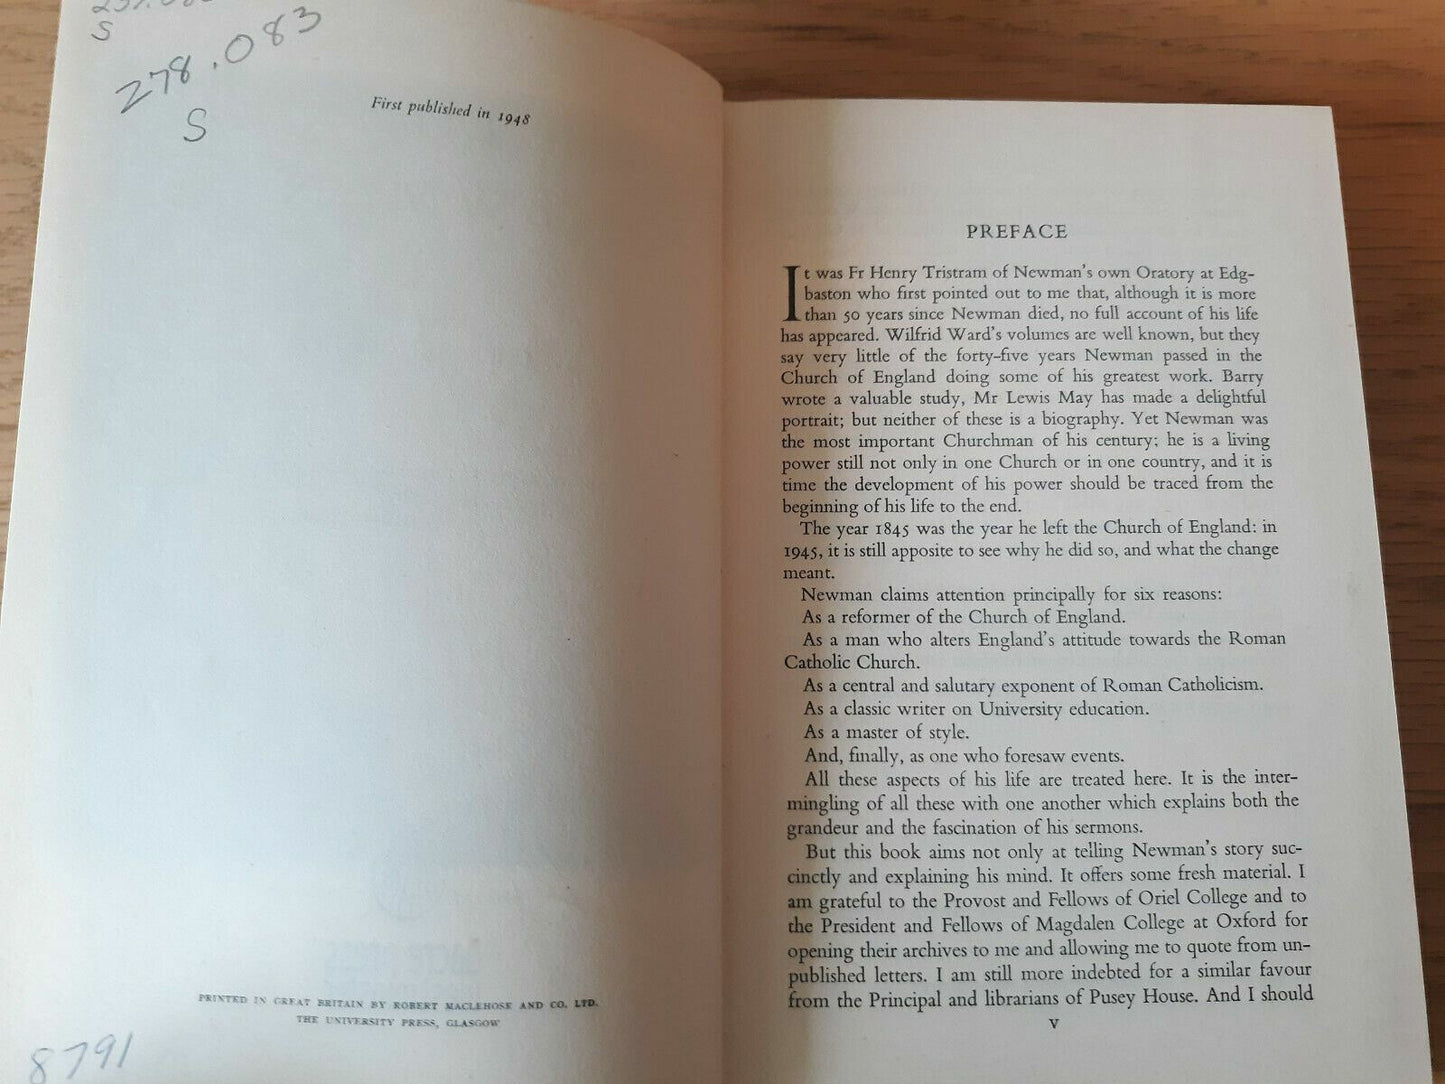 S
278.083
S
First published in 1948
PRINTED IN GREAT BRITAIN BY ROBERT MACLEHOSE AND CO. LTD.
THE UNIVERSITY PRESS, GLASGOW
8791
PREFACE
It was Fr Henry Tristram of Newman's own Oratory at Edg-
baston who first pointed out to me that, although it is more
than 50 years since Newman died, no full account of his life
has appeared. Wilfrid Ward's volumes are well known, but they
say very little of the forty-five years Newman passed in the
Church of England doing some of his greatest work. Barry
wrote a valuable study, Mr Lewis May has made a delightful
portrait; but neither of these is a biography. Yet Newman was
the most important Churchman of his century; he is a living
power still not only in one Church or in one country, and it is
time the development of his power should be traced from the
beginning of his life to the end.
The year 1845 was the year he left the Church of England: in
1945, it is still apposite to see why he did so, and what the change
meant.
Newman claims attention principally for six reasons:
As a reformer of the Church of England.
As a man who alters England's attitude towards the Roman
Catholic Church.
As a central and salutary exponent of Roman Catholicism.
As a classic writer on University education.
As a master of style.
And, finally, as one who foresaw events.
All these aspects of his life are treated here. It is the inter-
mingling of all these with one another which explains both the
grandeur and the fascination of his sermons.
But this book aims not only at telling Newman's story suc-
cinctly and explaining his mind. It offers some fresh material. I
am grateful to the Provost and Fellows of Oriel College and to
the President and Fellows of Magdalen College at Oxford for
opening their archives to me and allowing me to quote from un-
published letters. I am still more indebted for a similar favour
from the Principal and librarians of Pusey House. And I should
v